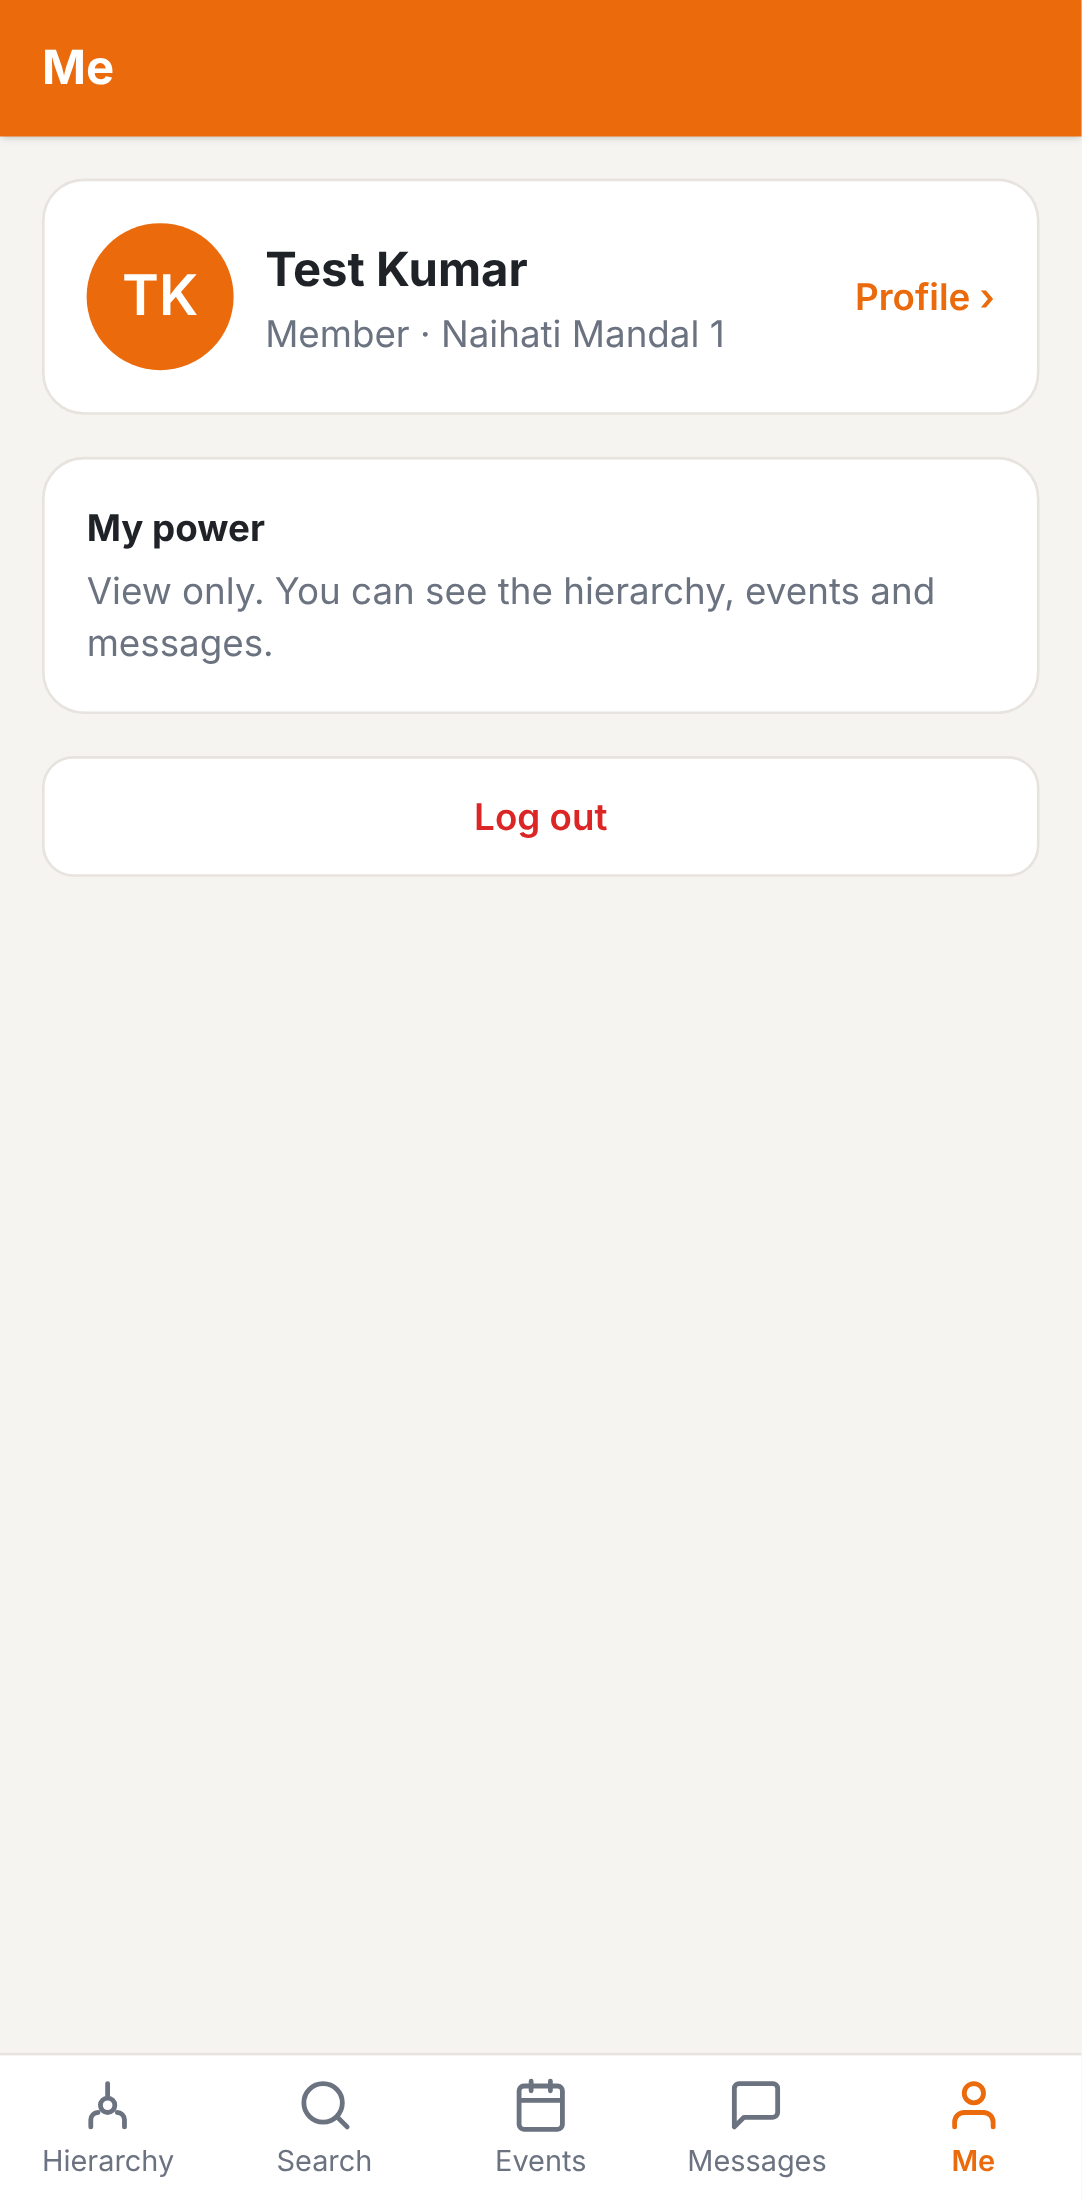 Me
TK
Test Kumar
Member · Naihati Mandal 1
Profile ›
My power
View only. You can see the hierarchy, events and
messages.
Log out
Hierarchy
Search
Events
Messages
Me